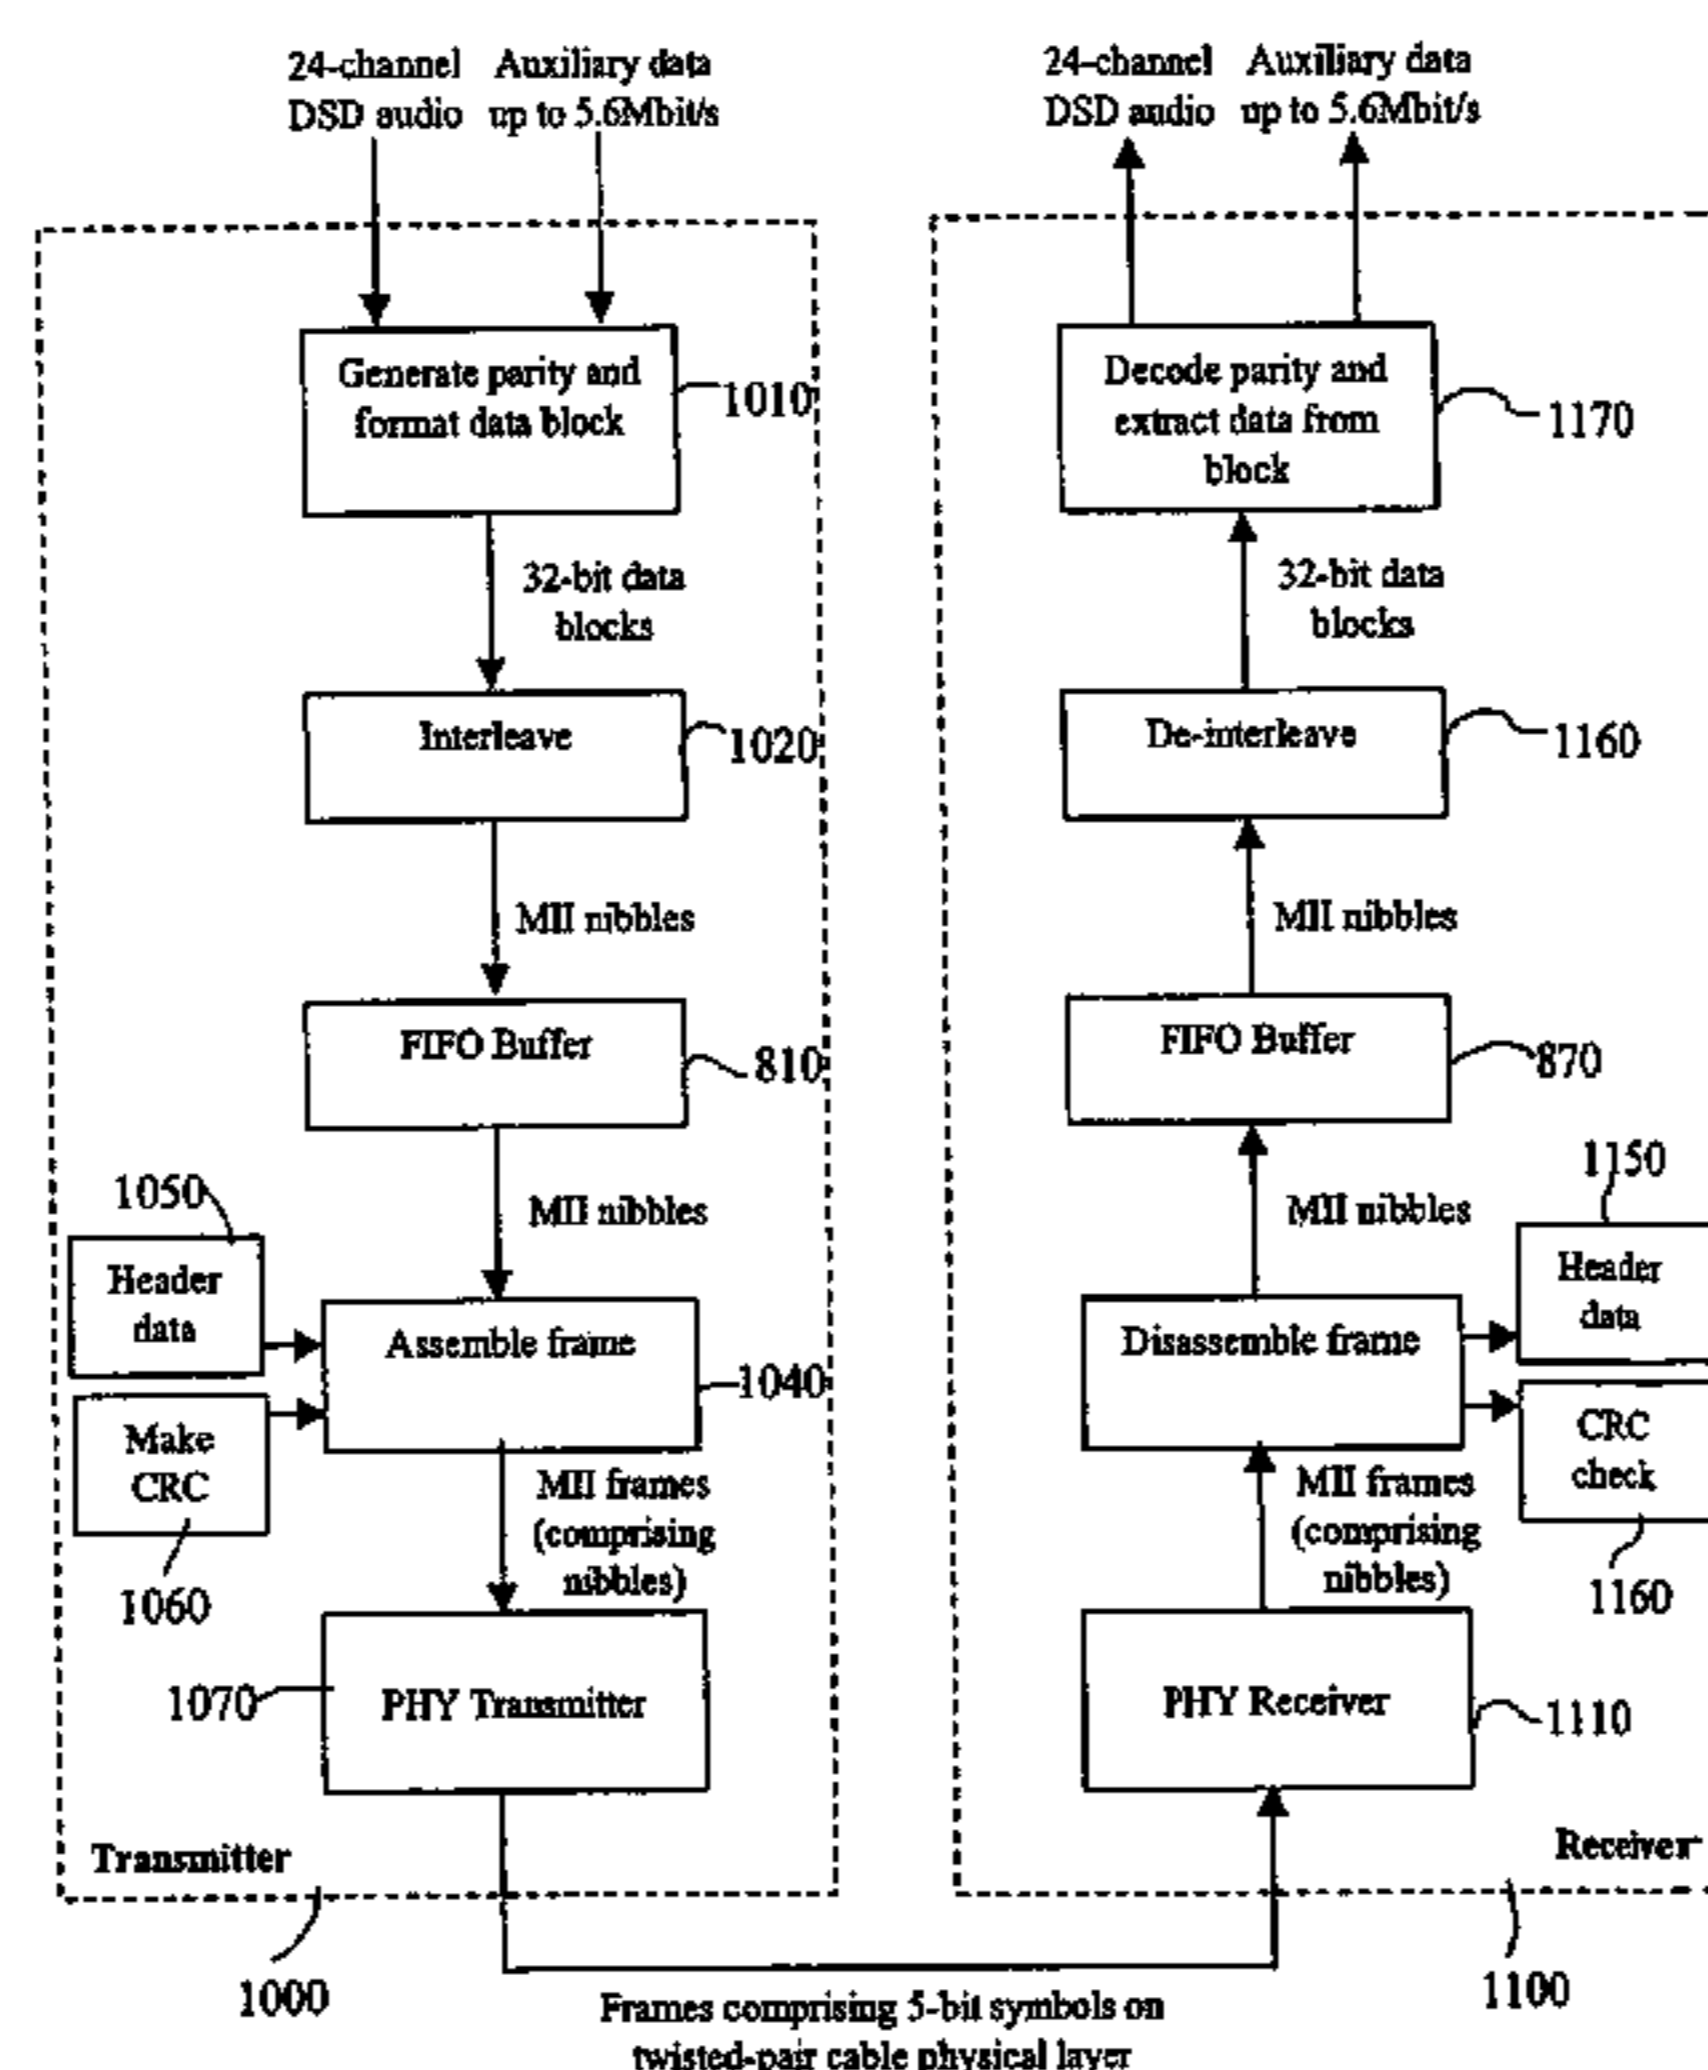 24-channel
DSD audio
Auxiliary data
up to 5.6Mbit/s
Generate parity and
format data block
1010
32-bit data
blocks
Interleave
1020
MII nibbles
FIFO Buffer
810
MII nibbles
1050
Header
data
Assemble frame
1040
Make
CRC
1060
MII frames
(comprising
nibbles)
PHY Transmitter
1070
Transmitter
1000
24-channel
DSD audio
Auxiliary data
up to 5.6Mbit/s
Decode parity and
extract data from
block
1170
32-bit data
blocks
De-interleave
1160
MII nibbles
FIFO Buffer
870
MII nibbles
1150
Header
data
Disassemble frame
CRC
check
1160
MII frames
(comprising
nibbles)
PHY Receiver
1110
Receiver
1100
Frames comprising 5-bit symbols on
twisted-pair cable physical layer